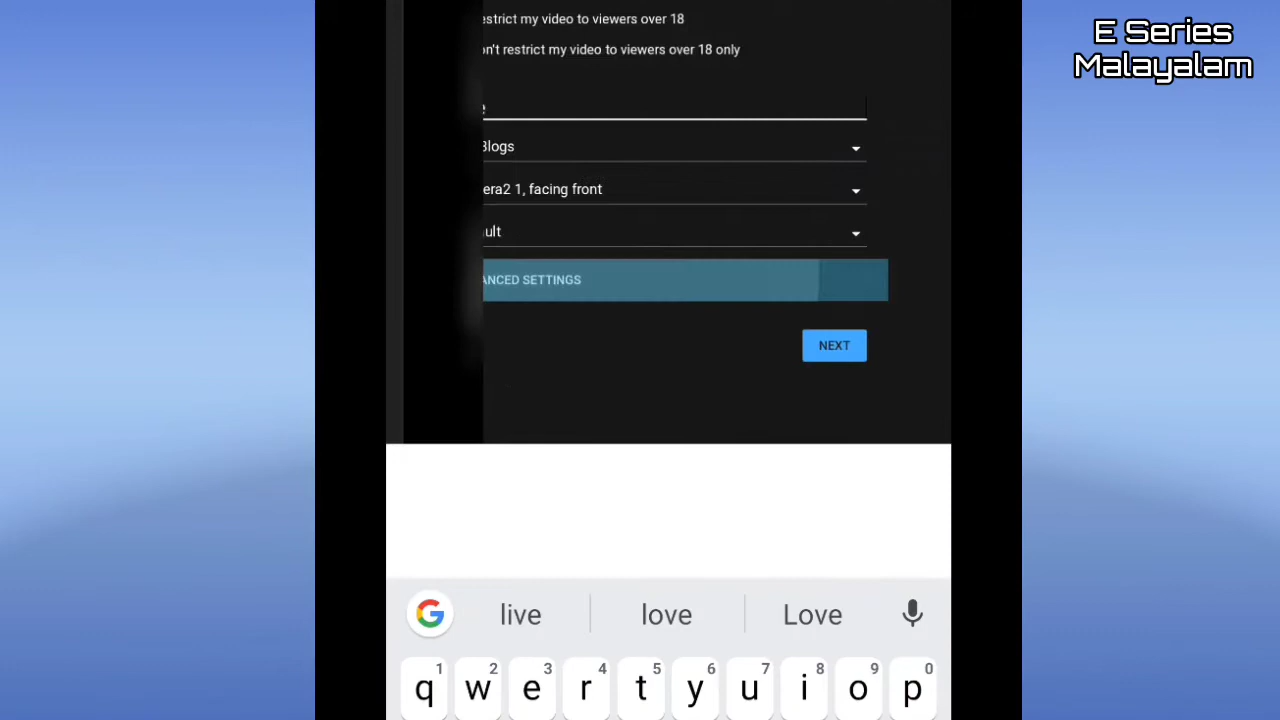 E Series
Malayalam
estrict my video to viewers over 18
on't restrict my video to viewers over 18 only
e
Blogs
era2 1, facing front
ult
ANCED SETTINGS
NEXT
live love Love
1 2 3 4 5 6 7 8 9 0
q w e r t y u i o p